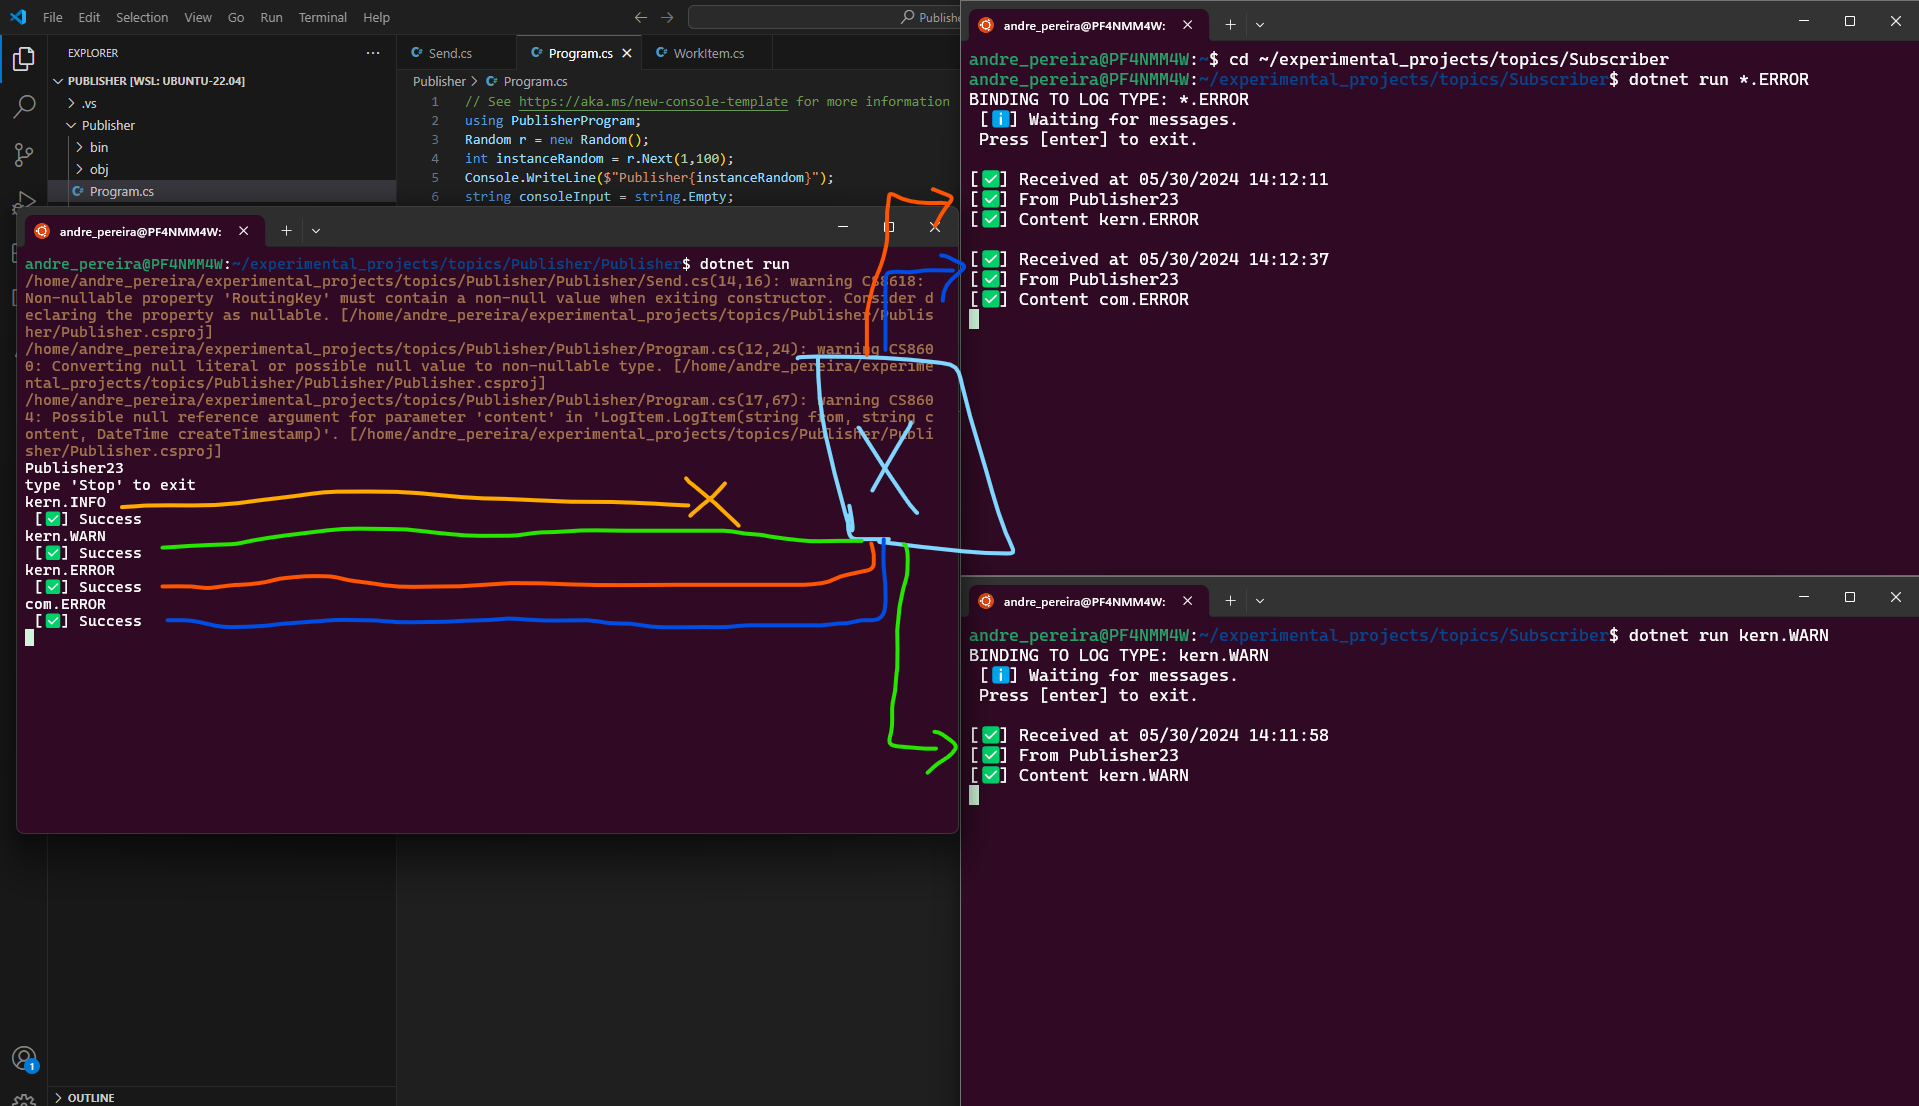 File Edit Selection View Go Run Terminal Help
Publishe
EXPLORER
PUBLISHER [WSL: UBUNTU-22.04]
.vs
Publisher
bin
obj
Program.cs
Send.cs
Program.cs
WorkItem.cs
Publisher > Program.cs
1 // See https://aka.ms/new-console-template for more information
2 using PublisherProgram;
3 Random r = new Random();
4 int instanceRandom = r.Next(1,100);
5 Console.WriteLine($"Publisher{instanceRandom}");
6 string consoleInput = string.Empty;
andre_pereira@PF4NMM4W:
andre_pereira@PF4NMM4W:~/experimental_projects/topics/Publisher/Publisher$ dotnet run
/home/andre_pereira/experimental_projects/topics/Publisher/Publisher/Send.cs(14,16): warning CS8618:
Non-nullable property 'RoutingKey' must contain a non-null value when exiting constructor. Consider d
eclaring the property as nullable. [/home/andre_pereira/experimental_projects/topics/Publisher/Publis
her/Publisher.csproj]
/home/andre_pereira/experimental_projects/topics/Publisher/Publisher/Program.cs(12,24): warning CS860
0: Converting null literal or possible null value to non-nullable type. [/home/andre_pereira/experime
ntal_projects/topics/Publisher/Publisher/Publisher.csproj]
/home/andre_pereira/experimental_projects/topics/Publisher/Publisher/Program.cs(17,67): warning CS860
4: Possible null reference argument for parameter 'content' in 'LogItem.LogItem(string from, string c
ontent, DateTime createTimestamp)'. [/home/andre_pereira/experimental_projects/topics/Publisher/Publi
sher/Publisher.csproj]
Publisher23
type 'Stop' to exit
kern.INFO
[✅] Success
kern.WARN
[✅] Success
kern.ERROR
[✅] Success
com.ERROR
[✅] Success
X
1
OUTLINE
andre_pereira@PF4NMM4W:
andre_pereira@PF4NMM4W:~$ cd ~/experimental_projects/topics/Subscriber
andre_pereira@PF4NMM4W:~/experimental_projects/topics/Subscriber$ dotnet run *.ERROR
BINDING TO LOG TYPE: *.ERROR
[ℹ️] Waiting for messages.
Press [enter] to exit.
[✅] Received at 05/30/2024 14:12:11
[✅] From Publisher23
[✅] Content kern.ERROR
[✅] Received at 05/30/2024 14:12:37
[✅] From Publisher23
[✅] Content com.ERROR
andre_pereira@PF4NMM4W:
andre_pereira@PF4NMM4W:~/experimental_projects/topics/Subscriber$ dotnet run kern.WARN
BINDING TO LOG TYPE: kern.WARN
[ℹ️] Waiting for messages.
Press [enter] to exit.
[✅] Received at 05/30/2024 14:11:58
[✅] From Publisher23
[✅] Content kern.WARN